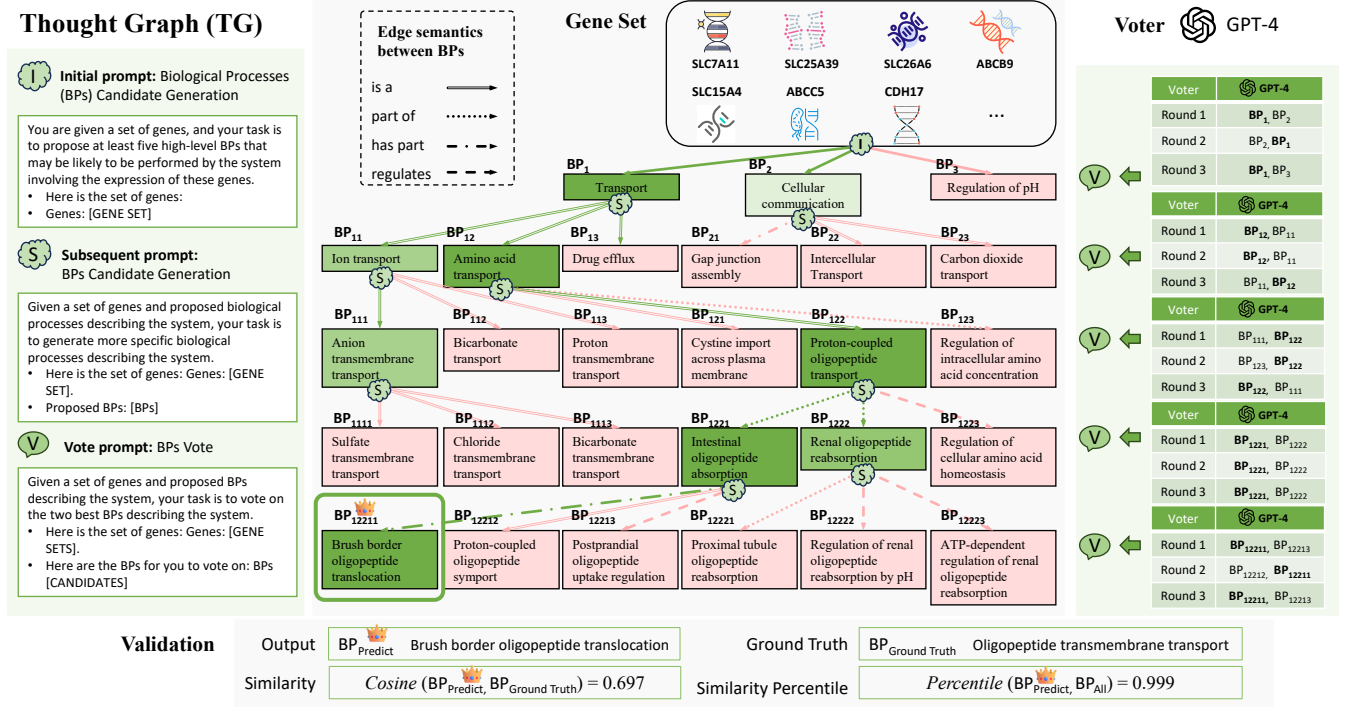 Thought Graph (TG)
I
Initial prompt: Biological Processes
(BPs) Candidate Generation
You are given a set of genes, and your task is
to propose at least five high-level BPs that
may be likely to be performed by the system
involving the expression of these genes.
• Here is the set of genes:
• Genes: [GENE SET]
S
Subsequent prompt:
BPs Candidate Generation
Given a set of genes and proposed biological
processes describing the system, your task is
to generate more specific biological
processes describing the system.
• Here is the set of genes: Genes: [GENE
SET].
• Proposed BPs: [BPs]
V
Vote prompt: BPs Vote
Given a set of genes and proposed BPs
describing the system, your task is to vote on
the two best BPs describing the system.
• Here is the set of genes: Genes: [GENE
SETS].
• Here are the BPs for you to vote on: BPs
[CANDIDATES]
Edge semantics
between BPs
is a
part of
has part
regulates
Gene Set
SLC7A11 SLC25A39 SLC26A6 ABCB9
SLC15A4 ABCC5 CDH17
...
I
BP1 BP2 BP3
Transport
Cellular
communication
Regulation of pH
S S
BP11 BP12 BP13 BP21 BP22 BP23
Ion transport
Amino acid
transport
Drug efflux
Gap junction
assembly
Intercellular
Transport
Carbon dioxide
transport
S S
BP111 BP112 BP113 BP121 BP122 BP123
Anion
transmembrane
transport
Bicarbonate
transport
Proton
transmembrane
transport
Cystine import
across plasma
membrane
Proton-coupled
oligopeptide
transport
Regulation of
intracellular amino
acid concentration
S S
BP1111 BP1112 BP1113 BP1221 BP1222 BP1223
Sulfate
transmembrane
transport
Chloride
transmembrane
transport
Bicarbonate
transmembrane
transport
Intestinal
oligopeptide
absorption
Renal oligopeptide
reabsorption
Regulation of
cellular amino acid
homeostasis
S S
BP12211 BP12212 BP12213 BP12221 BP12222 BP12223
Brush border
oligopeptide
translocation
Proton-coupled
oligopeptide
symport
Postprandial
oligopeptide
uptake regulation
Proximal tubule
oligopeptide
reabsorption
Regulation of renal
oligopeptide
reabsorption by pH
ATP-dependent
regulation of renal
oligopeptide
reabsorption
Voter GPT-4
Voter GPT-4
Round 1 BP1, BP2
Round 2 BP2, BP1
Round 3 BP1, BP3
V
Voter GPT-4
Round 1 BP12, BP11
Round 2 BP12, BP11
Round 3 BP11, BP12
V
Voter GPT-4
Round 1 BP111, BP122
Round 2 BP123, BP122
Round 3 BP122, BP111
V
Voter GPT-4
Round 1 BP1221, BP1222
Round 2 BP1221, BP1222
Round 3 BP1221, BP1222
V
Voter GPT-4
Round 1 BP12211, BP12213
Round 2 BP12212, BP12211
Round 3 BP12211, BP12213
V
Validation
Output BPPredict Brush border oligopeptide translocation
Ground Truth BPGround Truth Oligopeptide transmembrane transport
Similarity Cosine (BPPredict, BPGround Truth) = 0.697
Similarity Percentile Percentile (BPPredict, BPAll) = 0.999